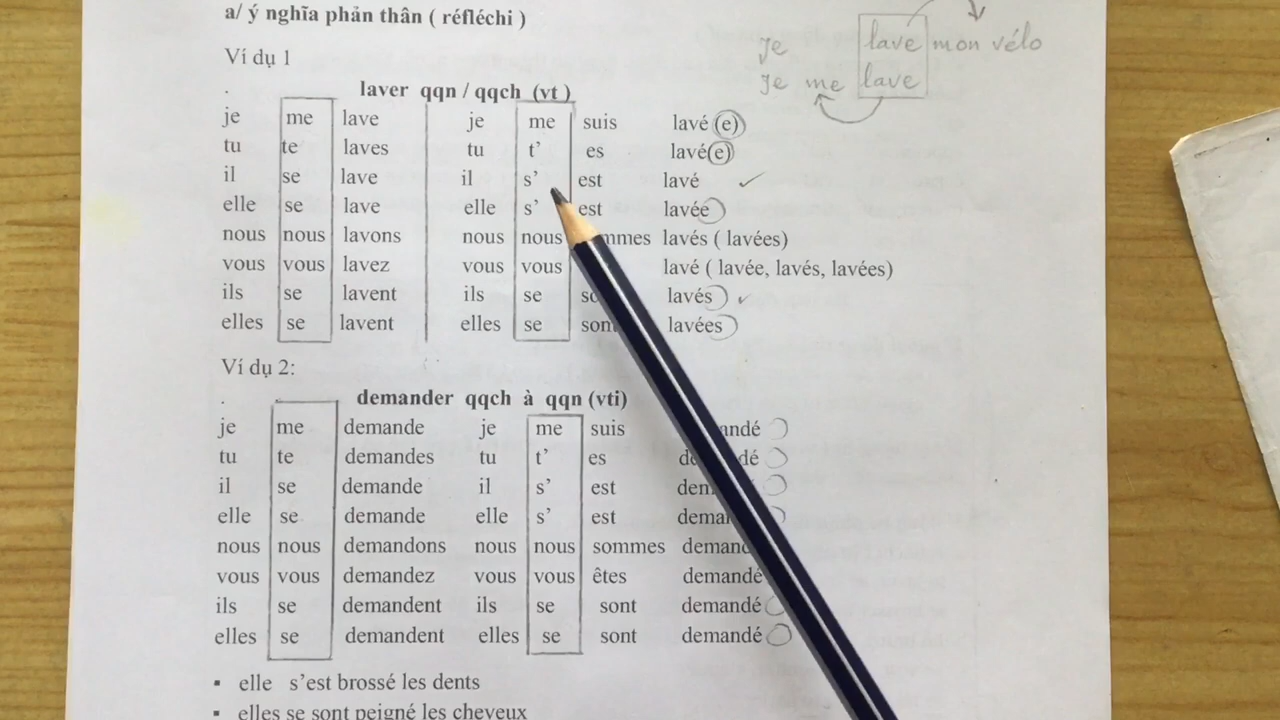 a/ ý nghĩa phản thân ( réfléchi )
Je lave mon vélo
Je me lave
Ví dụ 1
laver qqn / qqch (vt )
je me lave je me suis lavé (e)
tu te laves tu t’ es lavé(e)
il se lave il s’ est lavé
elle se lave elle s’ est lavée
nous nous lavons nous nous lavés ( lavées)
vous vous lavez vous vous lavé ( lavée, lavés, lavées)
ils se lavent ils se lavés
elles se lavent elles se lavées
Ví dụ 2:
demander qqch à qqn (vti)
je me demande je me suis
tu te demandes tu t’ es
il se demande il s’ est
elle se demande elle s’ est
nous nous demandons nous nous sommes
vous vous demandez vous vous êtes demandé
ils se demandent ils se sont demandé
elles se demandent elles se sont demandé
▪ elle s’est brossé les dents
▪ elles se sont peigné les cheveux